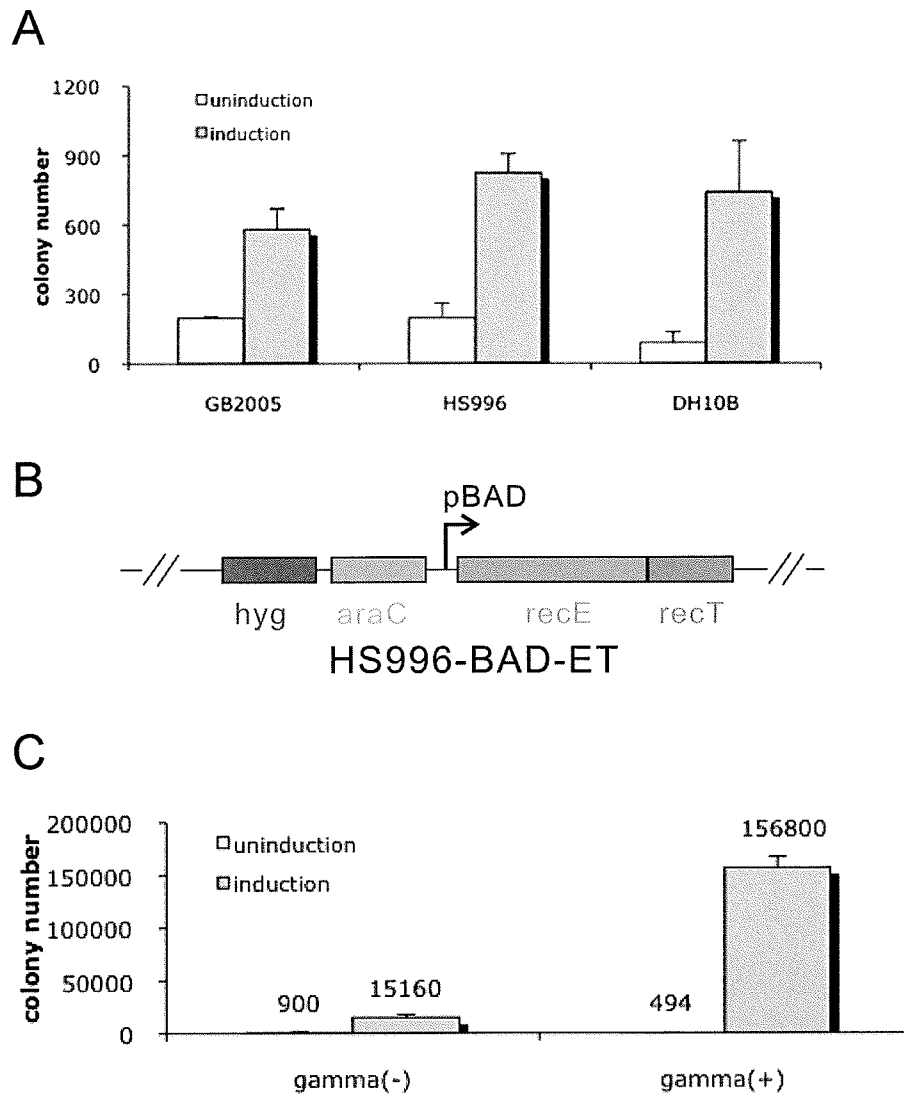 A
1200
900
600
300
0
colony number
uninduction
induction
GB2005 HS996 DH10B
B
pBAD
hyg araC recE recT
HS996-BAD-ET
C
200000
150000
100000
50000
0
colony number
uninduction
induction
900 15160 494 156800
gamma(-) gamma(+)